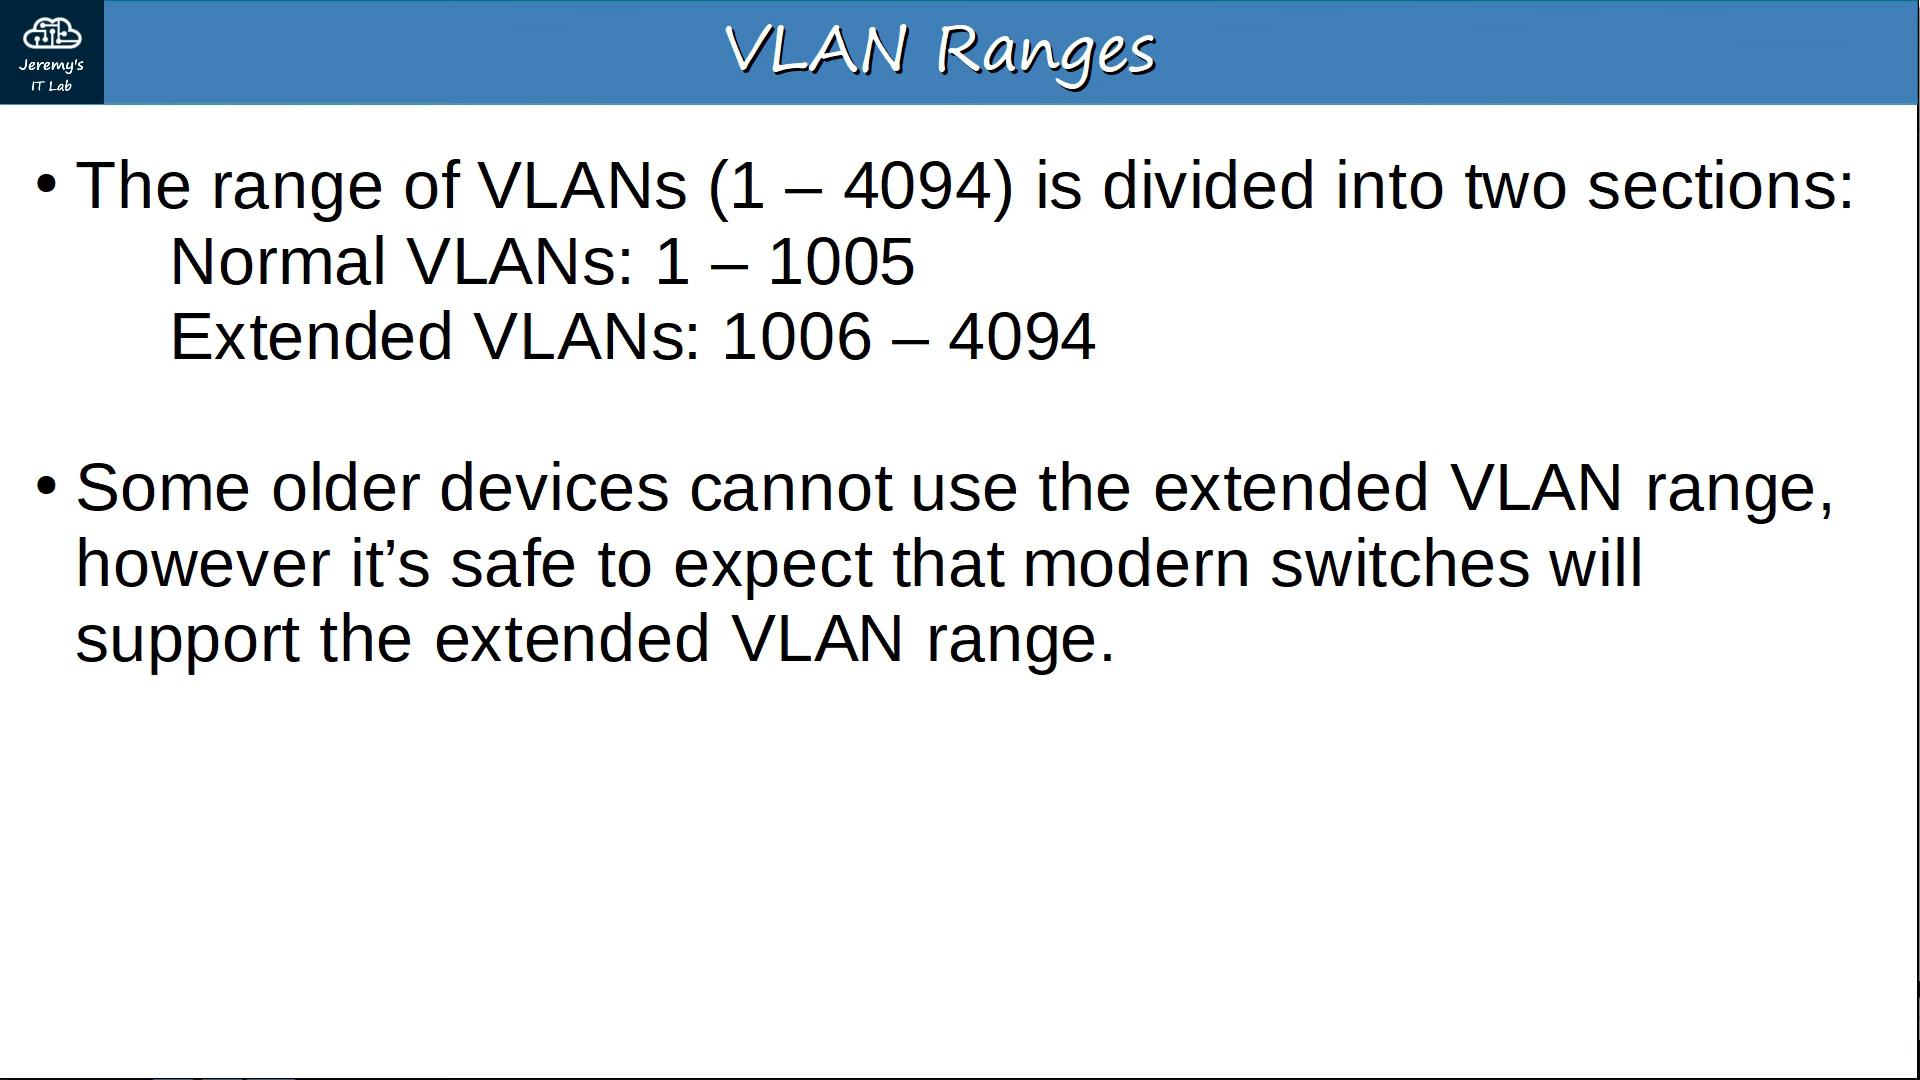 Jeremy's
IT Lab
VLAN Ranges
• The range of VLANs (1 – 4094) is divided into two sections:
Normal VLANs: 1 – 1005
Extended VLANs: 1006 – 4094
• Some older devices cannot use the extended VLAN range,
however it’s safe to expect that modern switches will
support the extended VLAN range.